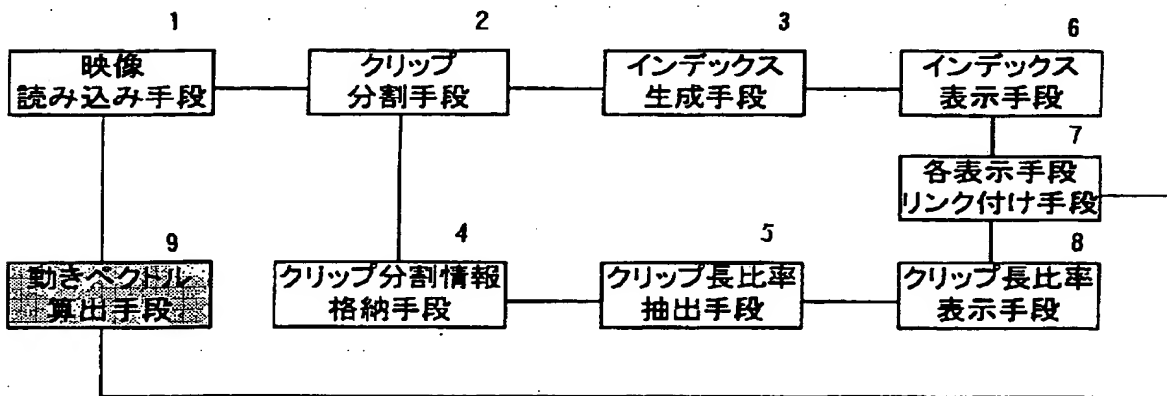 1
映像
読み込み手段
2
クリップ
分割手段
3
インデックス
生成手段
6
インデックス
表示手段
7
各表示手段
リンク付け手段
9
動きベクトル
算出手段
4
クリップ分割情報
格納手段
5
クリップ長比率
抽出手段
8
クリップ長比率
表示手段